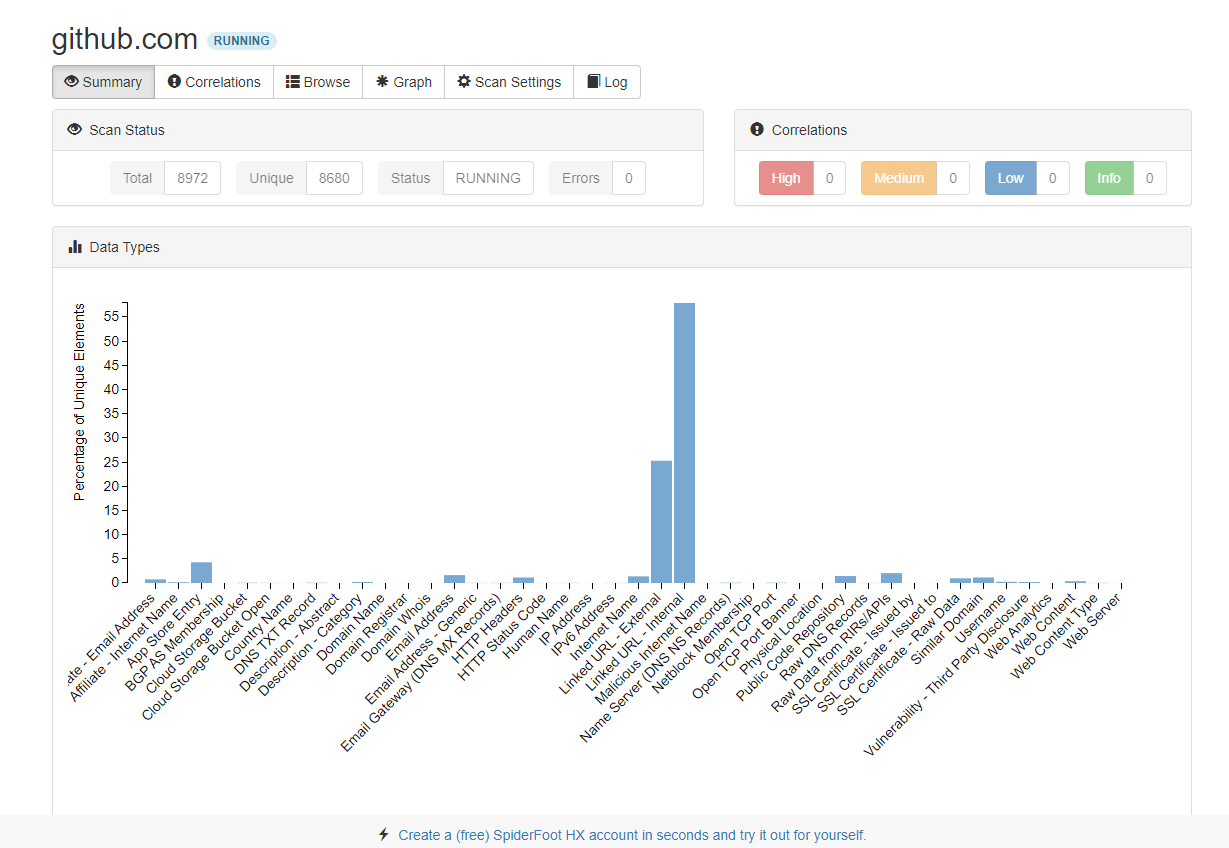 github.com RUNNING
Summary Correlations Browse Graph Scan Settings Log
Scan Status
Total 8972 Unique 8680 Status RUNNING Errors 0
Correlations
High 0 Medium 0 Low 0 Info 0
Data Types
Percentage of Unique Elements
55
50
45
40
35
30
25
20
15
10
5
0
ate - Email Address
Affiliate - Internet Name
App Store Entry
BGP AS Membership
Cloud Storage Bucket
Cloud Storage Bucket Open
Country Name
DNS TXT Record
Description - Abstract
Description - Category
Domain Name
Domain Registrar
Domain Whois
Email Address
Email Address - Generic
Email Gateway (DNS MX Records)
HTTP Headers
HTTP Status Code
Human Name
IP Address
IPv6 Address
Internet Name
Linked URL - External
Linked URL - Internal
Malicious Internet Name
Name Server (DNS NS Records)
Netblock Membership
Open TCP Port
Open TCP Port Banner
Physical Location
Public Code Repository
Raw DNS Records
Raw Data from RIRs/APIs
SSL Certificate - Issued by
SSL Certificate - Issued to
SSL Certificate - Raw Data
Similar Domain
Username
Vulnerability - Third Party Disclosure
Web Analytics
Web Content
Web Content Type
Web Server
Create a (free) SpiderFoot HX account in seconds and try it out for yourself.